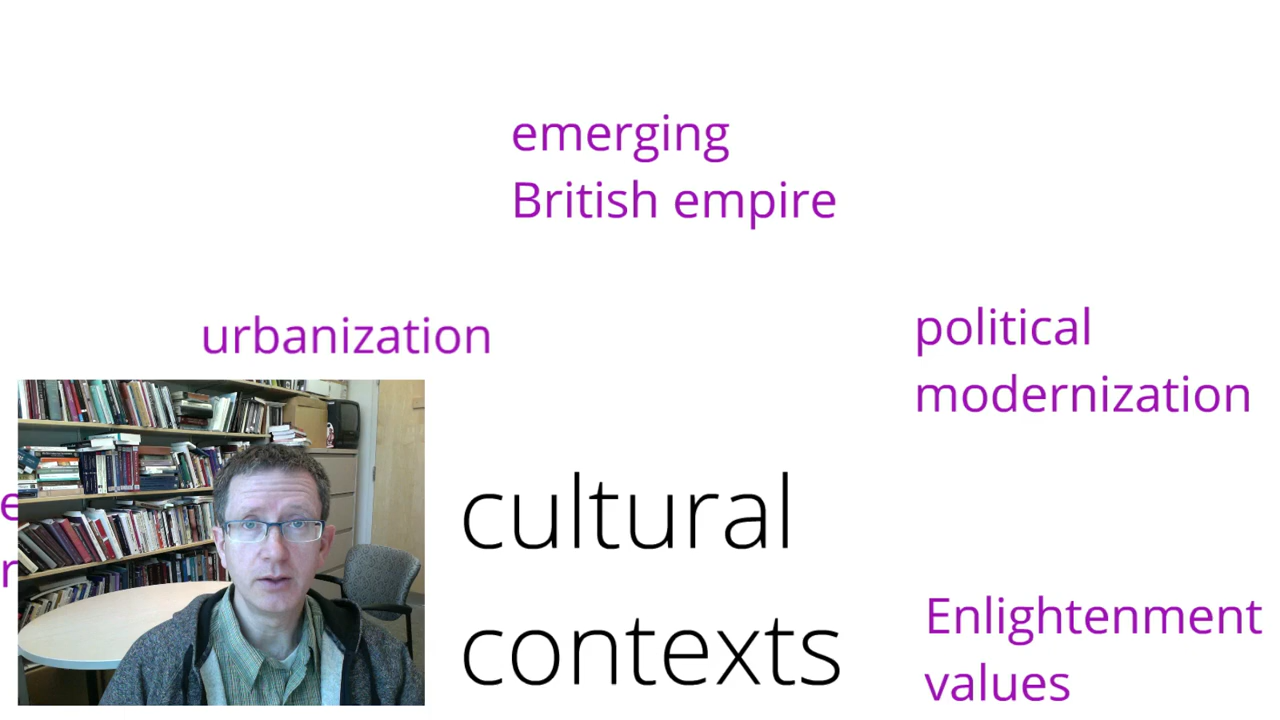 emerging
British empire
urbanization
political
modernization
cultural
contexts
Enlightenment
values